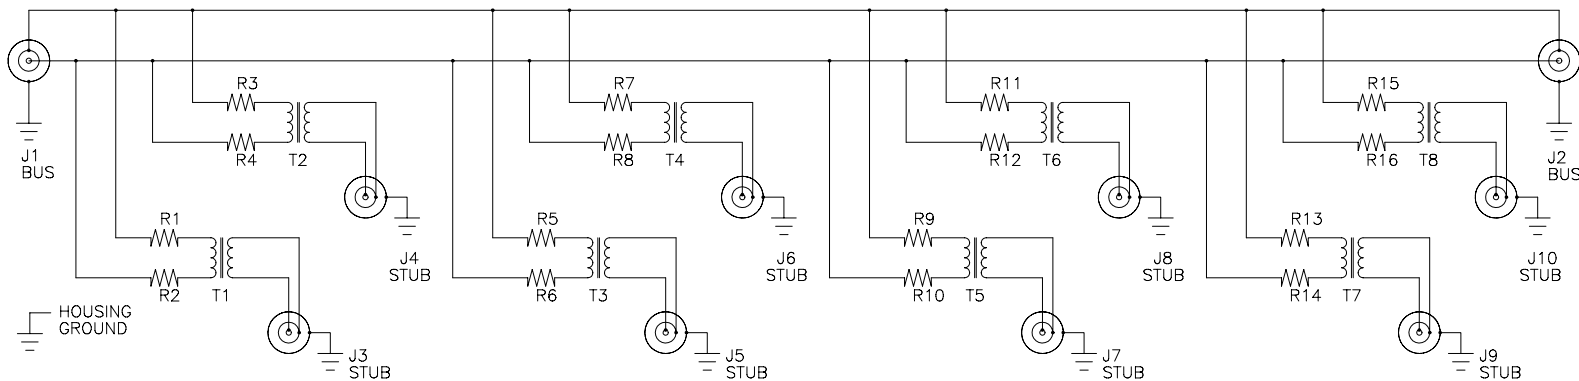 R3
R7
R11
R15
J1
BUS
R4
T2
R8
T4
R12
T6
R16
T8
J2
BUS
R1
R5
R9
R13
J4
STUB
J6
STUB
J8
STUB
J10
STUB
R2
T1
R6
T3
R10
T5
R14
T7
HOUSING
GROUND
J3
STUB
J5
STUB
J7
STUB
J9
STUB